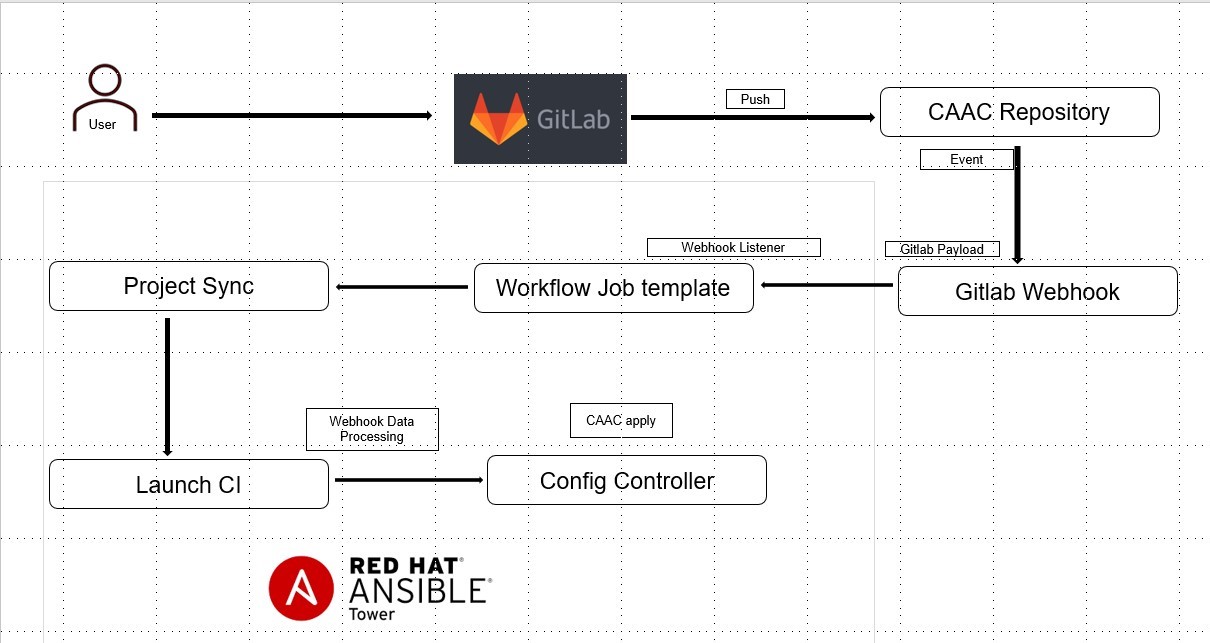 User
GitLab
Push
CAAC Repository
Event
Webhook Listener
Gitlab Payload
Project Sync
Workflow Job template
Gitlab Webhook
Webhook Data
Processing
CAAC apply
Launch CI
Config Controller
RED HAT®
ANSIBLE®
Tower